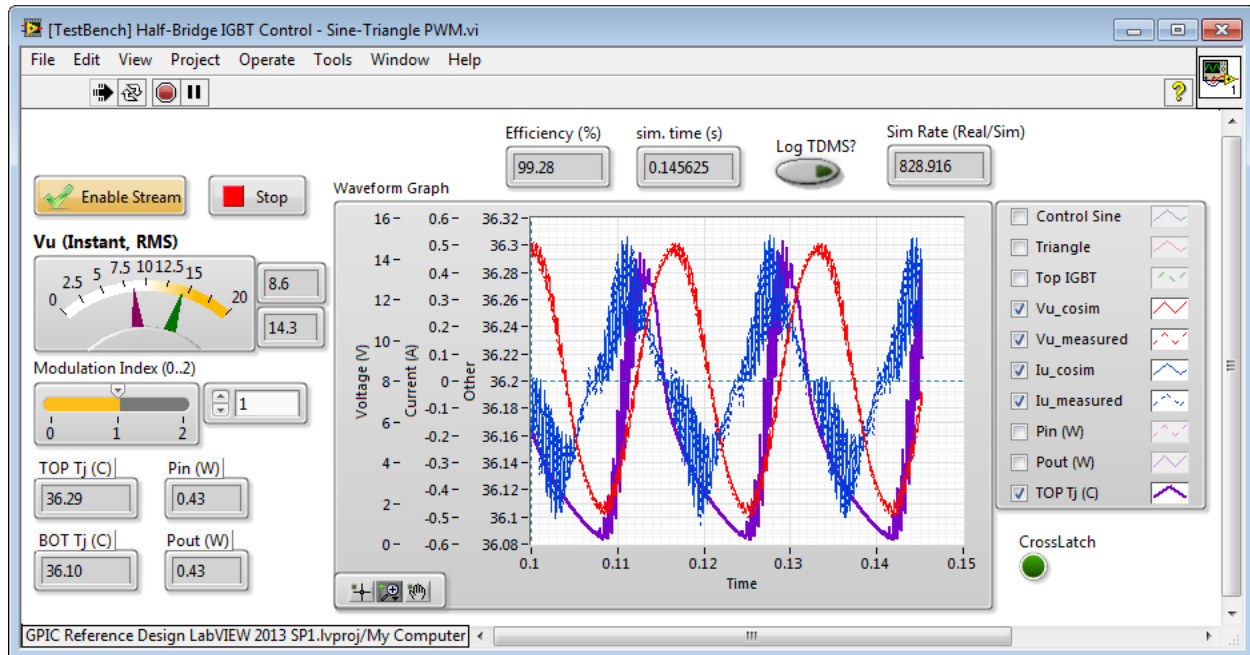 [TestBench] Half-Bridge IGBT Control - Sine-Triangle PWM.vi
File Edit View Project Operate Tools Window Help
1
Efficiency (%) sim. time (s) Log TDMS? Sim Rate (Real/Sim)
99.28 0.145625 828.916
Enable Stream Stop
Waveform Graph
Vu (Instant, RMS)
0 2.5 5 7.5 10 12.5 15 20
8.6
14.3
Modulation Index (0..2)
1
0 1 2
TOP Tj (C) Pin (W)
36.29 0.43
BOT Tj (C) Pout (W)
36.10 0.43
Voltage (V)
16
14
12
10
8
6
4
2
0
Current (A)
0.6
0.5
0.4
0.3
0.2
0.1
0
-0.1
-0.2
-0.3
-0.4
-0.5
-0.6
Other
36.32
36.3
36.28
36.26
36.24
36.22
36.2
36.18
36.16
36.14
36.12
36.1
36.08
0.1 0.11 0.12 0.13 0.14 0.15
Time
Control Sine
Triangle
Top IGBT
Vu_cosim
Vu_measured
Iu_cosim
Iu_measured
Pin (W)
Pout (W)
TOP Tj (C)
CrossLatch
GPIC Reference Design LabVIEW 2013 SP1.lvproj/My Computer